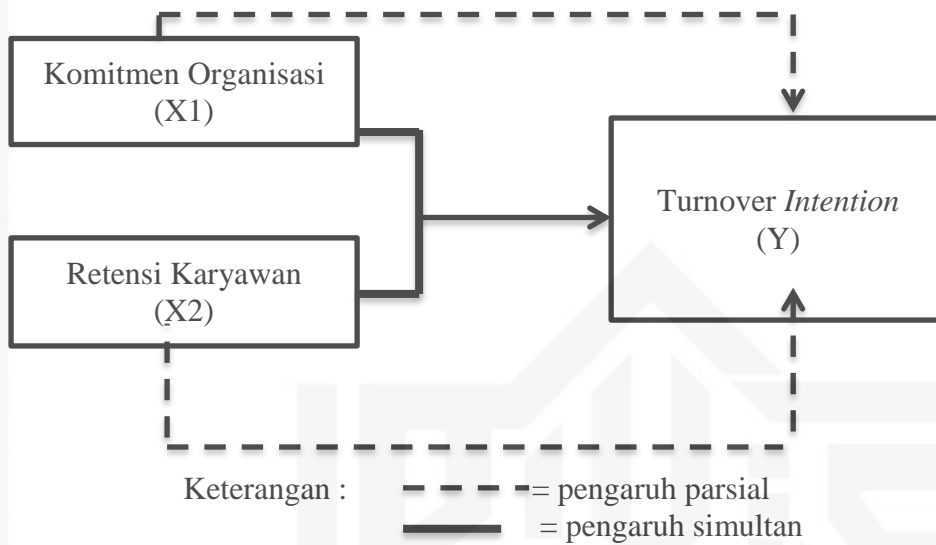 Komitmen Organisasi
(X1)
Turnover Intention
(Y)
Retensi Karyawan
(X2)
Keterangan :
= pengaruh parsial
= pengaruh simultan